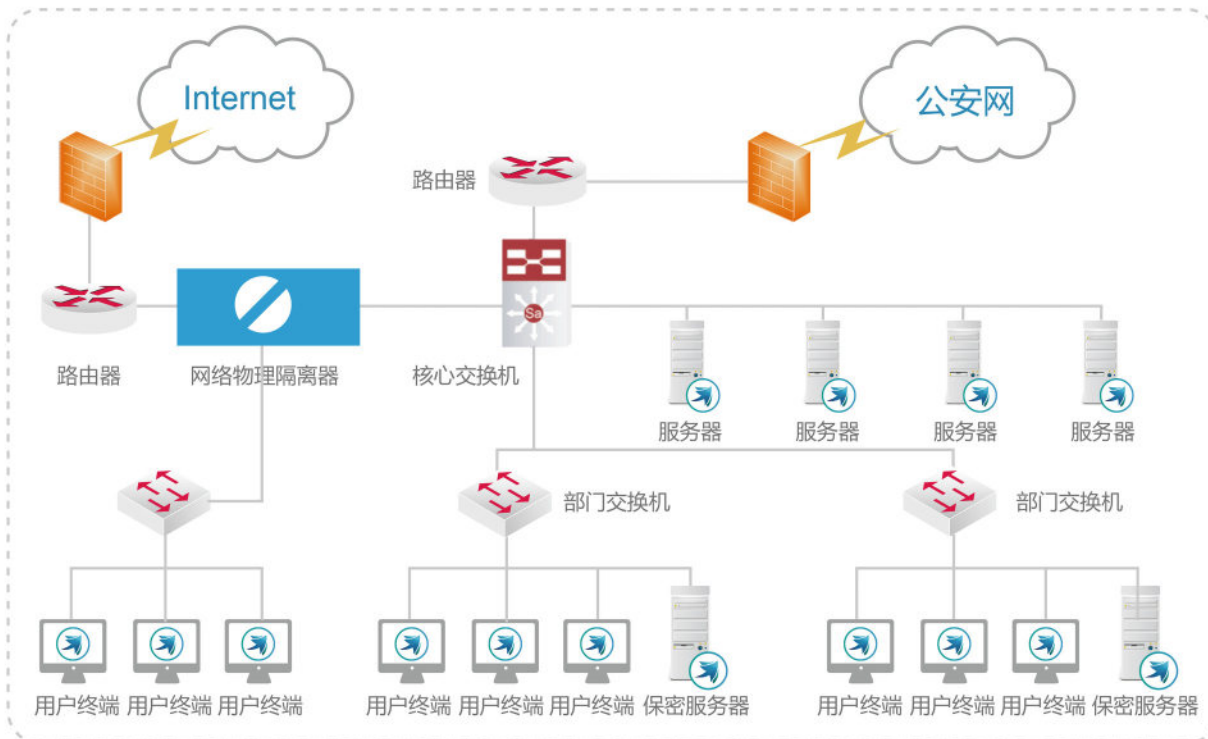 Internet
公安网
路由器
路由器
网络物理隔离器
核心交换机
Sa
服务器
服务器
服务器
服务器
部门交换机
部门交换机
用户终端
用户终端
用户终端
用户终端
用户终端
用户终端
保密服务器
用户终端
用户终端
用户终端
保密服务器